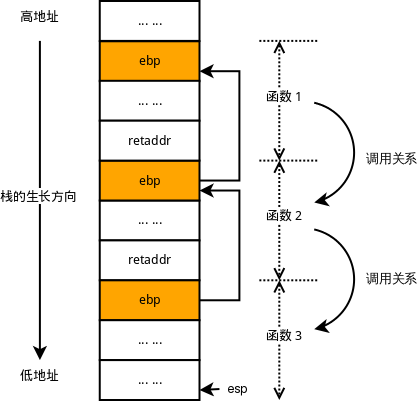 高地址
... ...
ebp
... ...
函数 1
retaddr
调用关系
ebp
栈的生长方向
... ...
函数 2
retaddr
调用关系
ebp
... ...
函数 3
低地址
... ...
esp